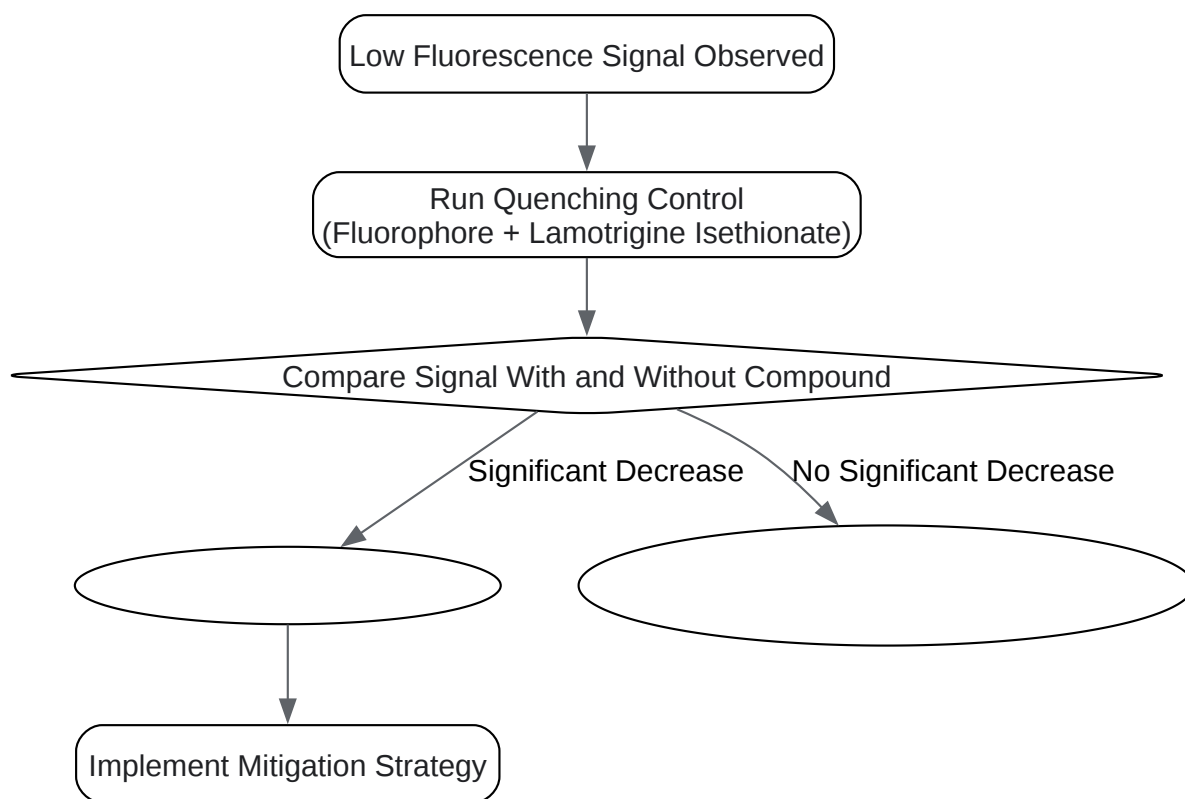 Low Fluorescence Signal Observed
Run Quenching Control
(Fluorophore + Lamotrigine Isethionate)
Compare Signal With and Without Compound
Significant Decrease
No Significant Decrease
Implement Mitigation Strategy